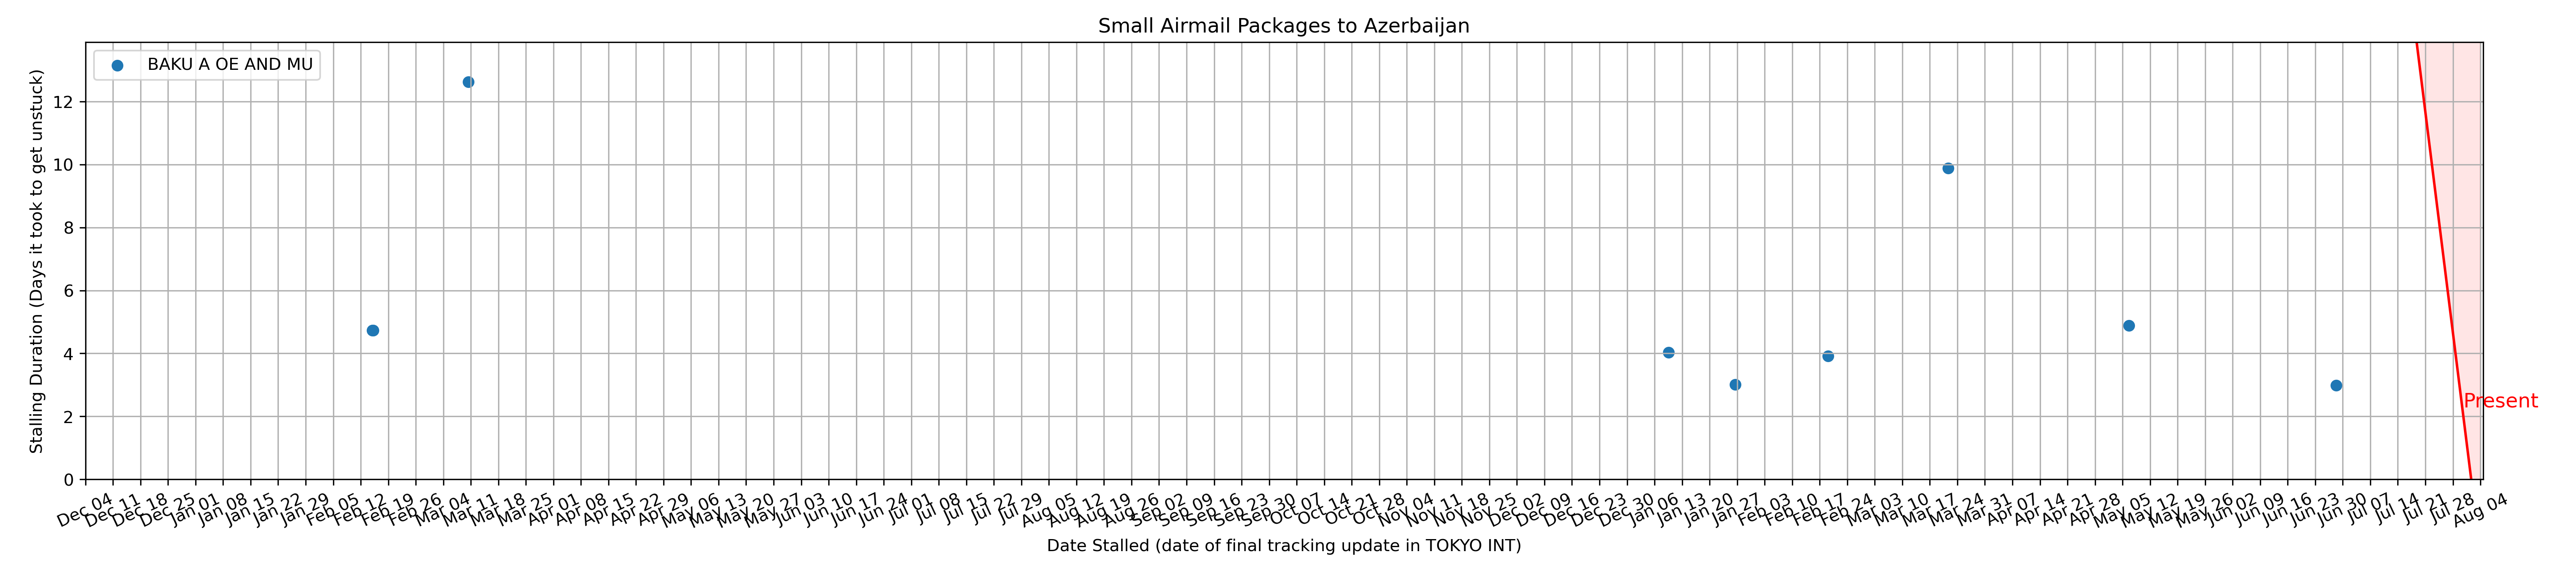 Small Airmail Packages to Azerbaijan
BAKU A OE AND MU
Stalling Duration (Days it took to get unstuck)
12
10
8
6
4
2
0
Present
Dec 04
Dec 11
Dec 18
Dec 25
Jan 01
Jan 08
Jan 15
Jan 22
Jan 29
Feb 05
Feb 12
Feb 19
Feb 26
Mar 04
Mar 11
Mar 18
Mar 25
Apr 01
Apr 08
Apr 15
Apr 22
Apr 29
May 06
May 13
May 20
May 27
Jun 03
Jun 10
Jun 17
Jun 24
Jul 01
Jul 08
Jul 15
Jul 22
Jul 29
Aug 05
Aug 12
Aug 19
Aug 26
Sep 02
Sep 09
Sep 16
Sep 23
Sep 30
Oct 07
Oct 14
Oct 21
Oct 28
Nov 04
Nov 11
Nov 18
Nov 25
Dec 02
Dec 09
Dec 16
Dec 23
Dec 30
Jan 06
Jan 13
Jan 20
Jan 27
Feb 03
Feb 10
Feb 17
Feb 24
Mar 03
Mar 10
Mar 17
Mar 24
Mar 31
Apr 07
Apr 14
Apr 21
Apr 28
May 05
May 12
May 19
May 26
Jun 02
Jun 09
Jun 16
Jun 23
Jun 30
Jul 07
Jul 14
Jul 21
Jul 28
Aug 04
Date Stalled (date of final tracking update in TOKYO INT)